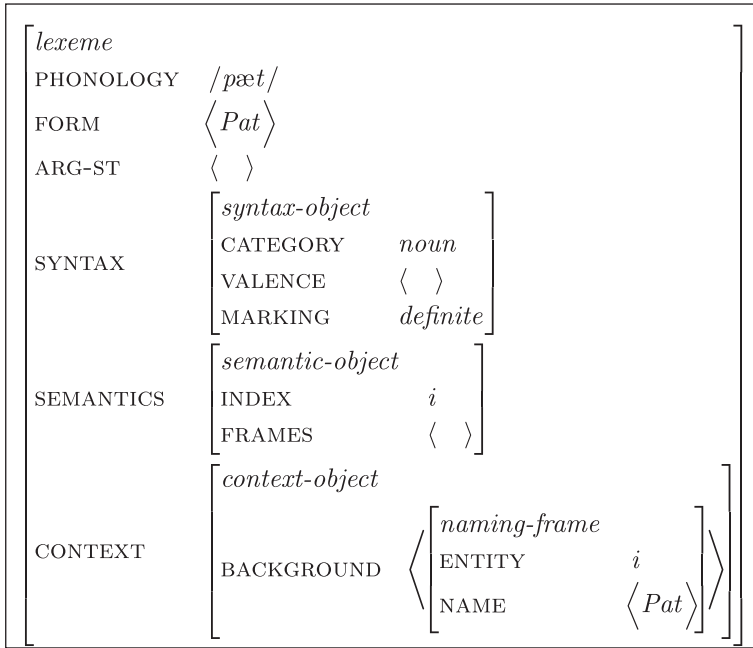 lexeme
PHONOLOGY /pæt/
FORM ⟨Pat⟩
ARG-ST ⟨ ⟩
syntax-object
CATEGORY noun
SYNTAX VALENCE ⟨ ⟩
MARKING definite
semantic-object
SEMANTICS INDEX i
FRAMES ⟨ ⟩
context-object
naming-frame
CONTEXT BACKGROUND ⟨ ENTITY i ⟩
NAME ⟨Pat⟩